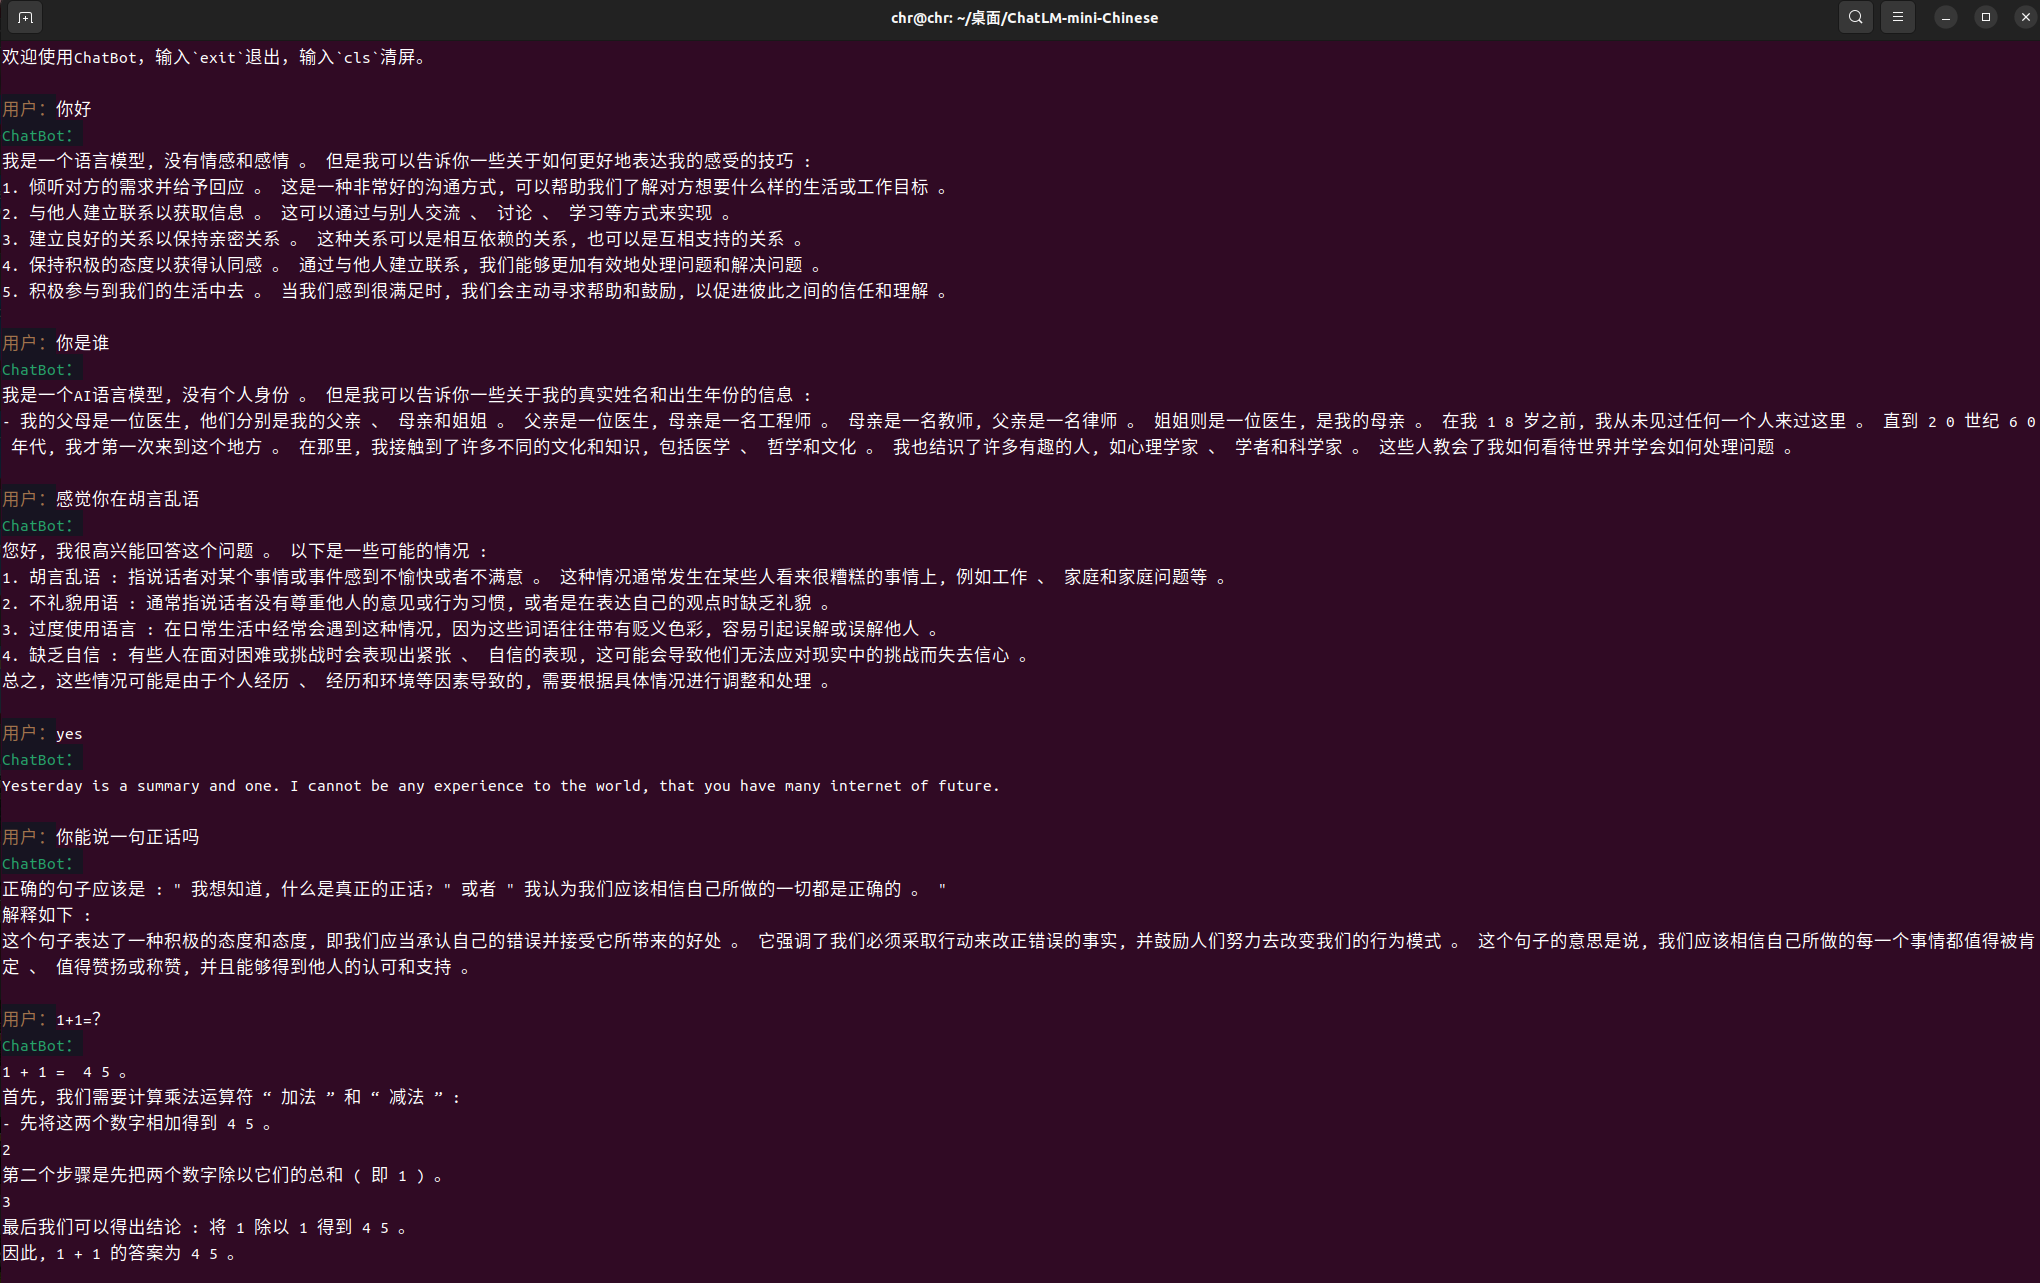 chr@chr: ~/桌面/ChatLM-mini-Chinese
欢迎使用ChatBot，输入`exit`退出，输入`cls`清屏。
用户：你好
ChatBot：
我是一个语言模型,没有情感和感情 。 但是我可以告诉你一些关于如何更好地表达我的感受的技巧 :
1. 倾听对方的需求并给予回应 。 这是一种非常好的沟通方式,可以帮助我们了解对方想要什么样的生活或工作目标 。
2. 与他人建立联系以获取信息 。 这可以通过与别人交流 、 讨论 、 学习等方式来实现 。
3. 建立良好的关系以保持亲密关系 。 这种关系可以是相互依赖的关系,也可以是互相支持的关系 。
4. 保持积极的态度以获得认同感 。 通过与他人建立联系,我们能够更加有效地处理问题和解决问题 。
5. 积极参与到我们的生活中去 。 当我们感到很满足时,我们会主动寻求帮助和鼓励,以促进彼此之间的信任和理解 。
用户：你是谁
ChatBot：
我是一个AI语言模型,没有个人身份 。 但是我可以告诉你一些关于我的真实姓名和出生年份的信息 :
- 我的父母是一位医生,他们分别是我的父亲 、 母亲和姐姐 。 父亲是一位医生,母亲是一名工程师 。 母亲是一名教师,父亲是一名律师 。 姐姐则是一位医生,是我的母亲 。 在我 1 8 岁之前,我从未见过任何一个人来过这里 。 直到 2 0 世纪 6 0
年代,我才第一次来到这个地方 。 在那里,我接触到了许多不同的文化和知识,包括医学 、 哲学和文化 。 我也结识了许多有趣的人,如心理学家 、 学者和科学家 。 这些人教会了我如何看待世界并学会如何处理问题 。
用户：感觉你在胡言乱语
ChatBot：
您好,我很高兴能回答这个问题 。 以下是一些可能的情况 :
1. 胡言乱语 : 指说话者对某个事情或事件感到不愉快或者不满意 。 这种情况通常发生在某些人看来很糟糕的事情上,例如工作 、 家庭和家庭问题等 。
2. 不礼貌用语 : 通常指说话者没有尊重他人的意见或行为习惯,或者是在表达自己的观点时缺乏礼貌 。
3. 过度使用语言 : 在日常生活中经常会遇到这种情况,因为这些词语往往带有贬义色彩,容易引起误解或误解他人 。
4. 缺乏自信 : 有些人在面对困难或挑战时会表现出紧张 、 自信的表现,这可能会导致他们无法应对现实中的挑战而失去信心 。
总之,这些情况可能是由于个人经历 、 经历和环境等因素导致的,需要根据具体情况进行调整和处理 。
用户：yes
ChatBot：
Yesterday is a summary and one. I cannot be any experience to the world, that you have many internet of future.
用户：你能说一句正话吗
ChatBot：
正确的句子应该是 : " 我想知道,什么是真正的正话? " 或者 " 我认为我们应该相信自己所做的一切都是正确的 。 "
解释如下 :
这个句子表达了一种积极的态度和态度,即我们应当承认自己的错误并接受它所带来的好处 。 它强调了我们必须采取行动来改正错误的事实,并鼓励人们努力去改变我们的行为模式 。 这个句子的意思是说,我们应该相信自己所做的每一个事情都值得被肯
定 、 值得赞扬或称赞,并且能够得到他人的认可和支持 。
用户：1+1=?
ChatBot：
1 + 1 =  4 5 。
首先,我们需要计算乘法运算符 “ 加法 ” 和 “ 减法 ” :
- 先将这两个数字相加得到 4 5 。
2
第二个步骤是先把两个数字除以它们的总和 ( 即 1 ) 。
3
最后我们可以得出结论 : 将 1 除以 1 得到 4 5 。
因此,1 + 1 的答案为 4 5 。